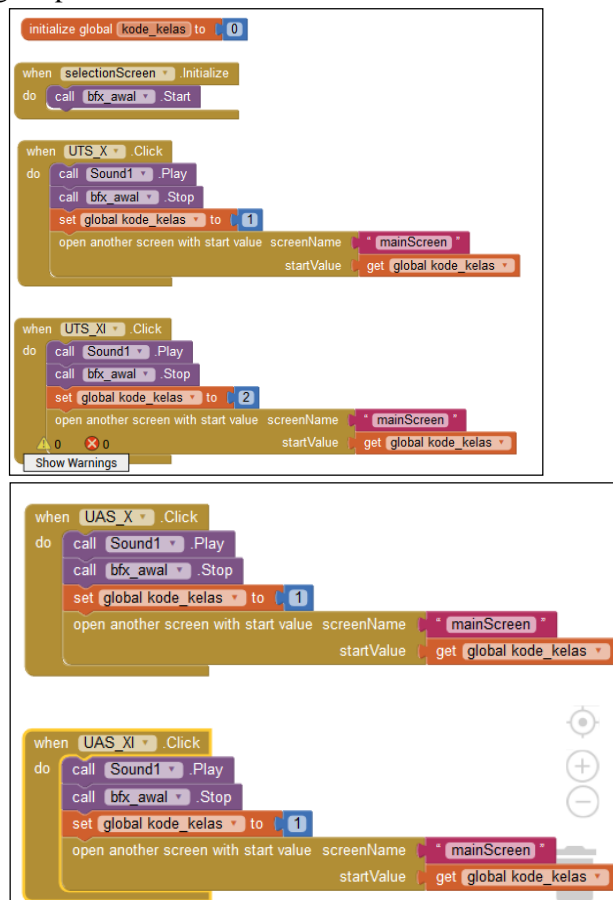 initialize global kode_kelas to 0
when selectionScreen .Initialize
do call bfx_awal .Start
when UTS_X .Click
do call Sound1 .Play
call bfx_awal .Stop
set global kode_kelas to 1
open another screen with start value screenName " mainScreen "
startValue get global kode_kelas
when UTS_XI .Click
do call Sound1 .Play
call bfx_awal .Stop
set global kode_kelas to 2
open another screen with start value screenName " mainScreen "
0 0 startValue get global kode_kelas
Show Warnings
when UAS_X .Click
do call Sound1 .Play
call bfx_awal .Stop
set global kode_kelas to 1
open another screen with start value screenName " mainScreen "
startValue get global kode_kelas
when UAS_XI .Click
do call Sound1 .Play
call bfx_awal .Stop
set global kode_kelas to 1
open another screen with start value screenName " mainScreen "
startValue get global kode_kelas